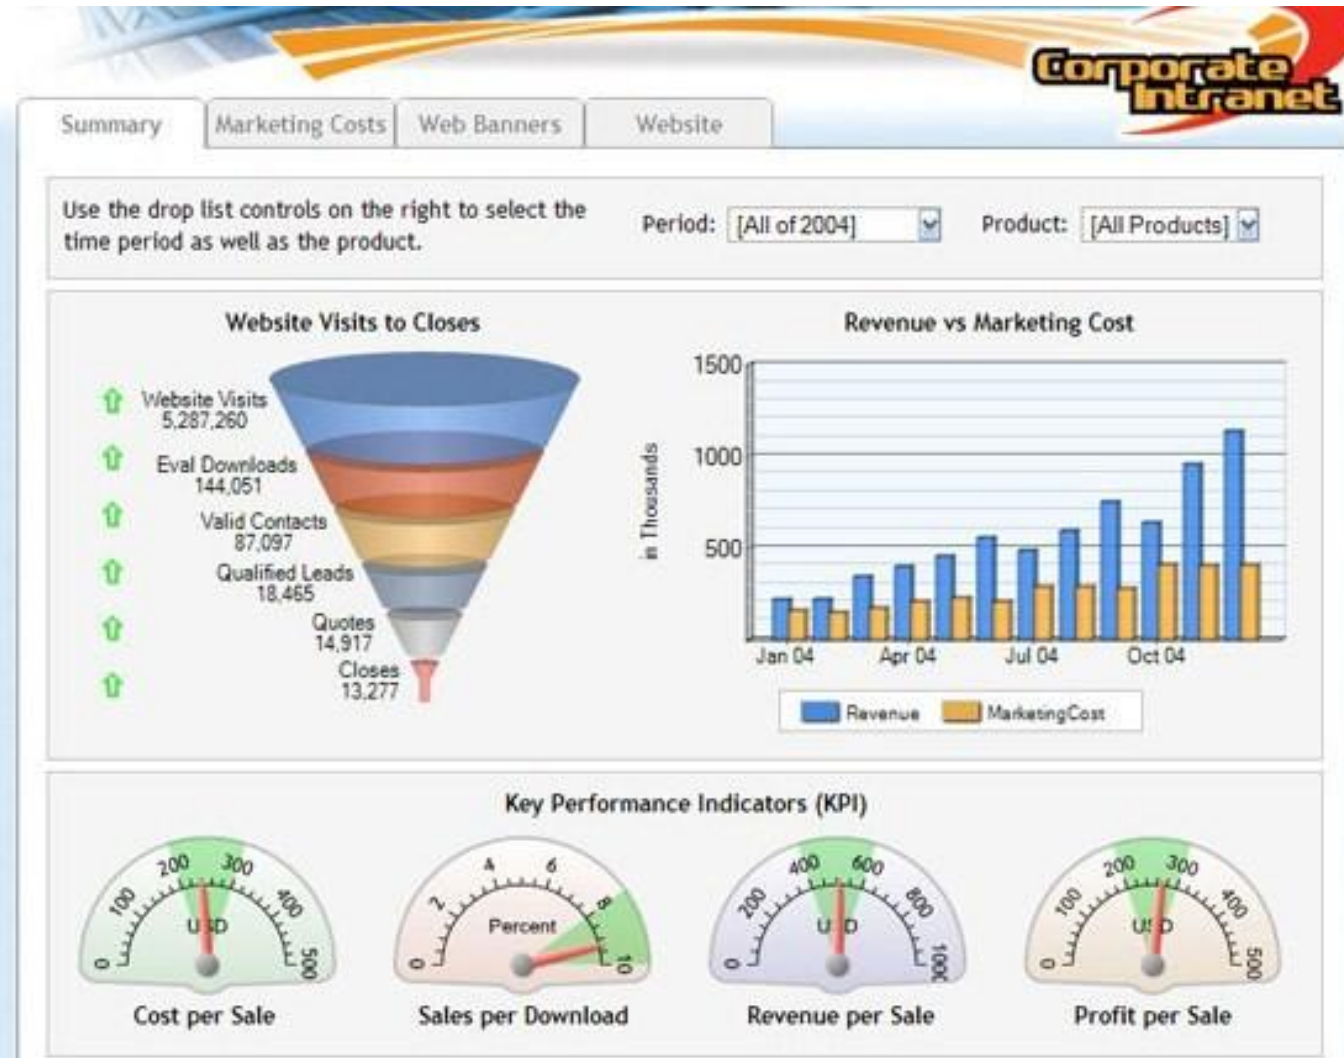 Corporate
Intranet
Summary
Marketing Costs
Web Banners
Website
Use the drop list controls on the right to select the
time period as well as the product.
Period:
[All of 2004]
Product:
[All Products]
Website Visits to Closes
Website Visits
5,287,260
Eval Downloads
144,051
Valid Contacts
87,097
Qualified Leads
18,465
Quotes
14,917
Closes
13,277
Revenue vs Marketing Cost
in Thousands
1500
1000
500
Jan 04
Apr 04
Jul 04
Oct 04
Revenue
MarketingCost
Key Performance Indicators (KPI)
0 100 200 300 400 500
USD
Cost per Sale
0 2 4 6 8 10
Percent
Sales per Download
0 200 400 600 800 1000
USD
Revenue per Sale
0 100 200 300 400 500
USD
Profit per Sale